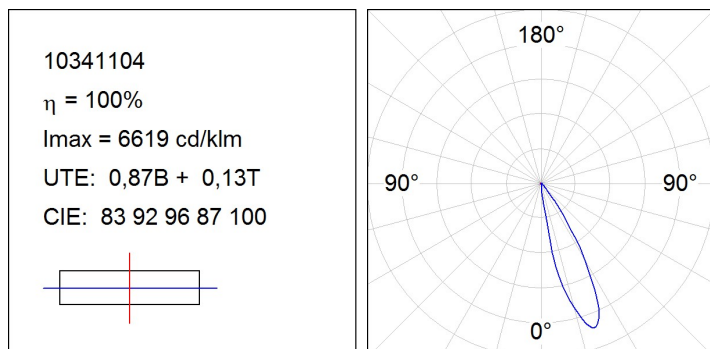 10341104
η = 100%
Imax = 6619 cd/klm
UTE:  0,87B +  0,13T
CIE:  83 92 96 87 100
180°
90°
90°
0°